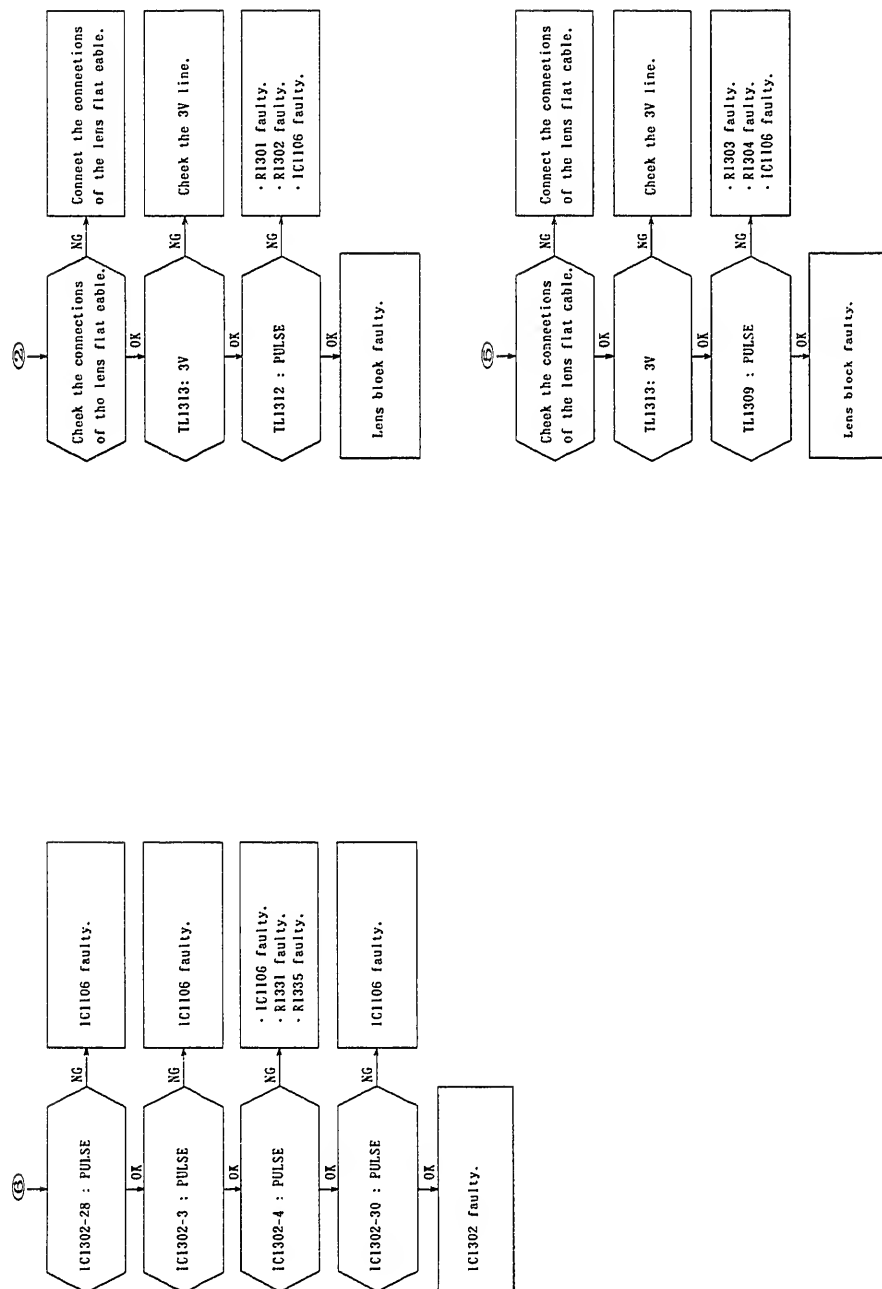 ②
Check the connections
of the lens flat cable.
NG
Connect the connections
of the lens flat cable.
OK
TL1313: 3V
NG
Check the 3V line.
OK
TL1312 : PULSE
NG
· R1301 faulty.
· R1302 faulty.
· IC1106 faulty.
OK
Lens block faulty.
⑤
Check the connections
of the lens flat cable.
NG
Connect the connections
of the lens flat cable.
OK
TL1313: 3V
NG
Check the 3V line.
OK
TL1309 : PULSE
NG
· R1303 faulty.
· R1304 faulty.
· IC1106 faulty.
OK
Lens block faulty.
⑥
IC1302-28 : PULSE
NG
IC1106 faulty.
OK
IC1302-3 : PULSE
NG
IC1106 faulty.
OK
IC1302-4 : PULSE
NG
· IC1106 faulty.
· R1331 faulty.
· R1335 faulty.
OK
IC1302-30 : PULSE
NG
IC1106 faulty.
OK
IC1302 faulty.